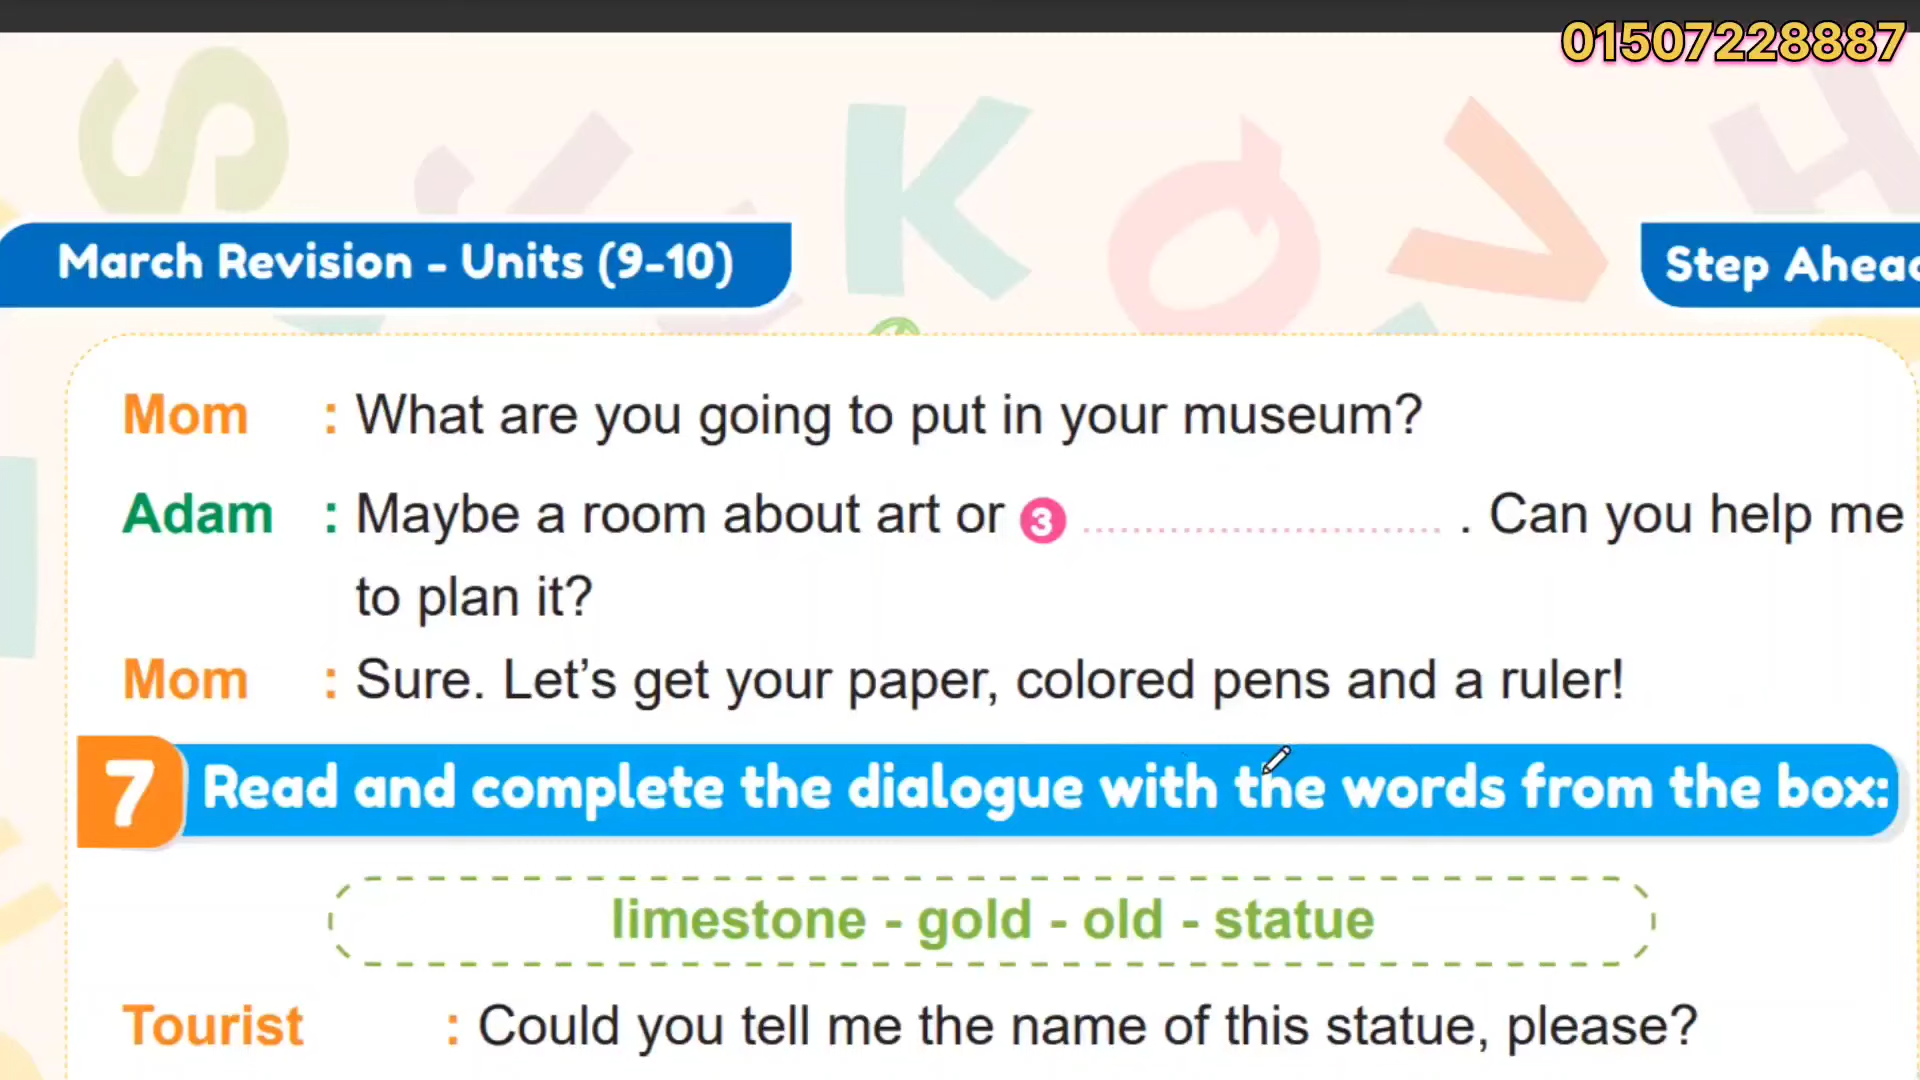 01507228887
March Revision - Units (9-10)
Step Ahead
Mom : What are you going to put in your museum?
Adam : Maybe a room about art or 3 .............................. . Can you help me
to plan it?
Mom : Sure. Let’s get your paper, colored pens and a ruler!
7 Read and complete the dialogue with the words from the box:
limestone - gold - old - statue
Tourist : Could you tell me the name of this statue, please?